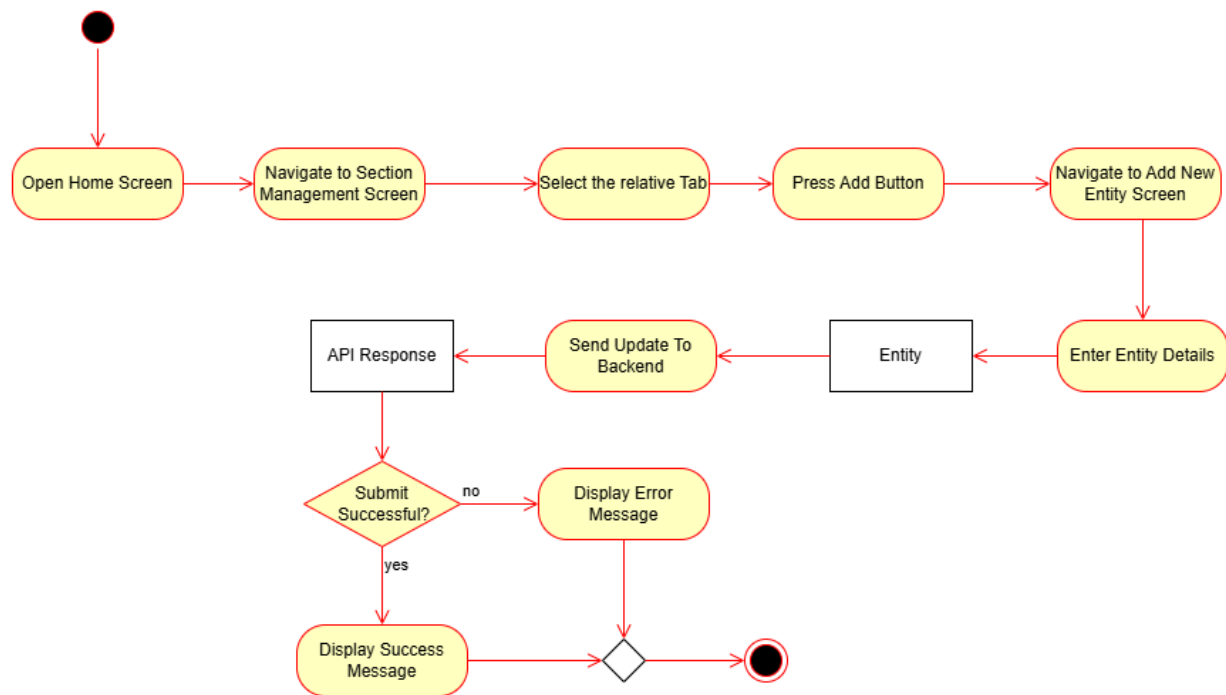 Open Home Screen
Navigate to Section
Management Screen
Select the relative Tab
Press Add Button
Navigate to Add New
Entity Screen
Enter Entity Details
Entity
Send Update To
Backend
API Response
Submit
Successful?
no
Display Error
Message
yes
Display Success
Message